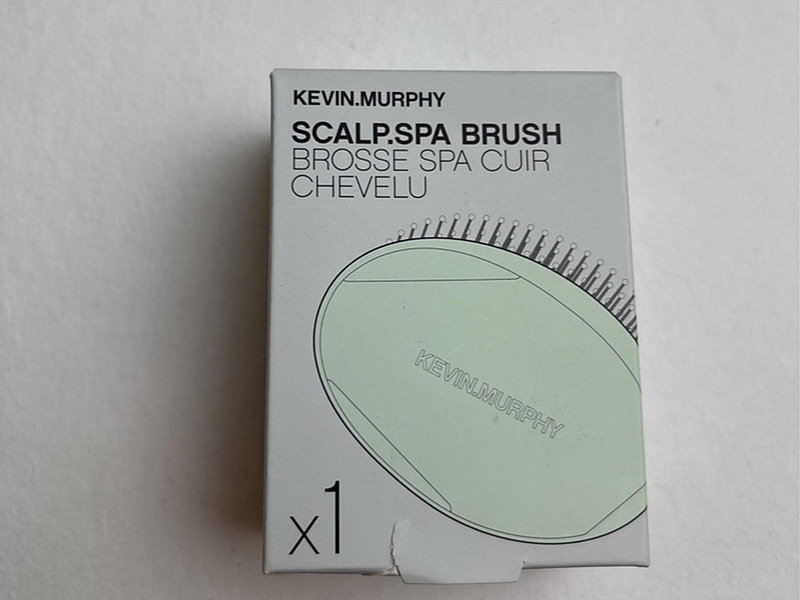 KEVIN.MURPHY
SCALP.SPA BRUSH
BROSSE SPA CUIR
CHEVELU
KEVIN.MURPHY
x1